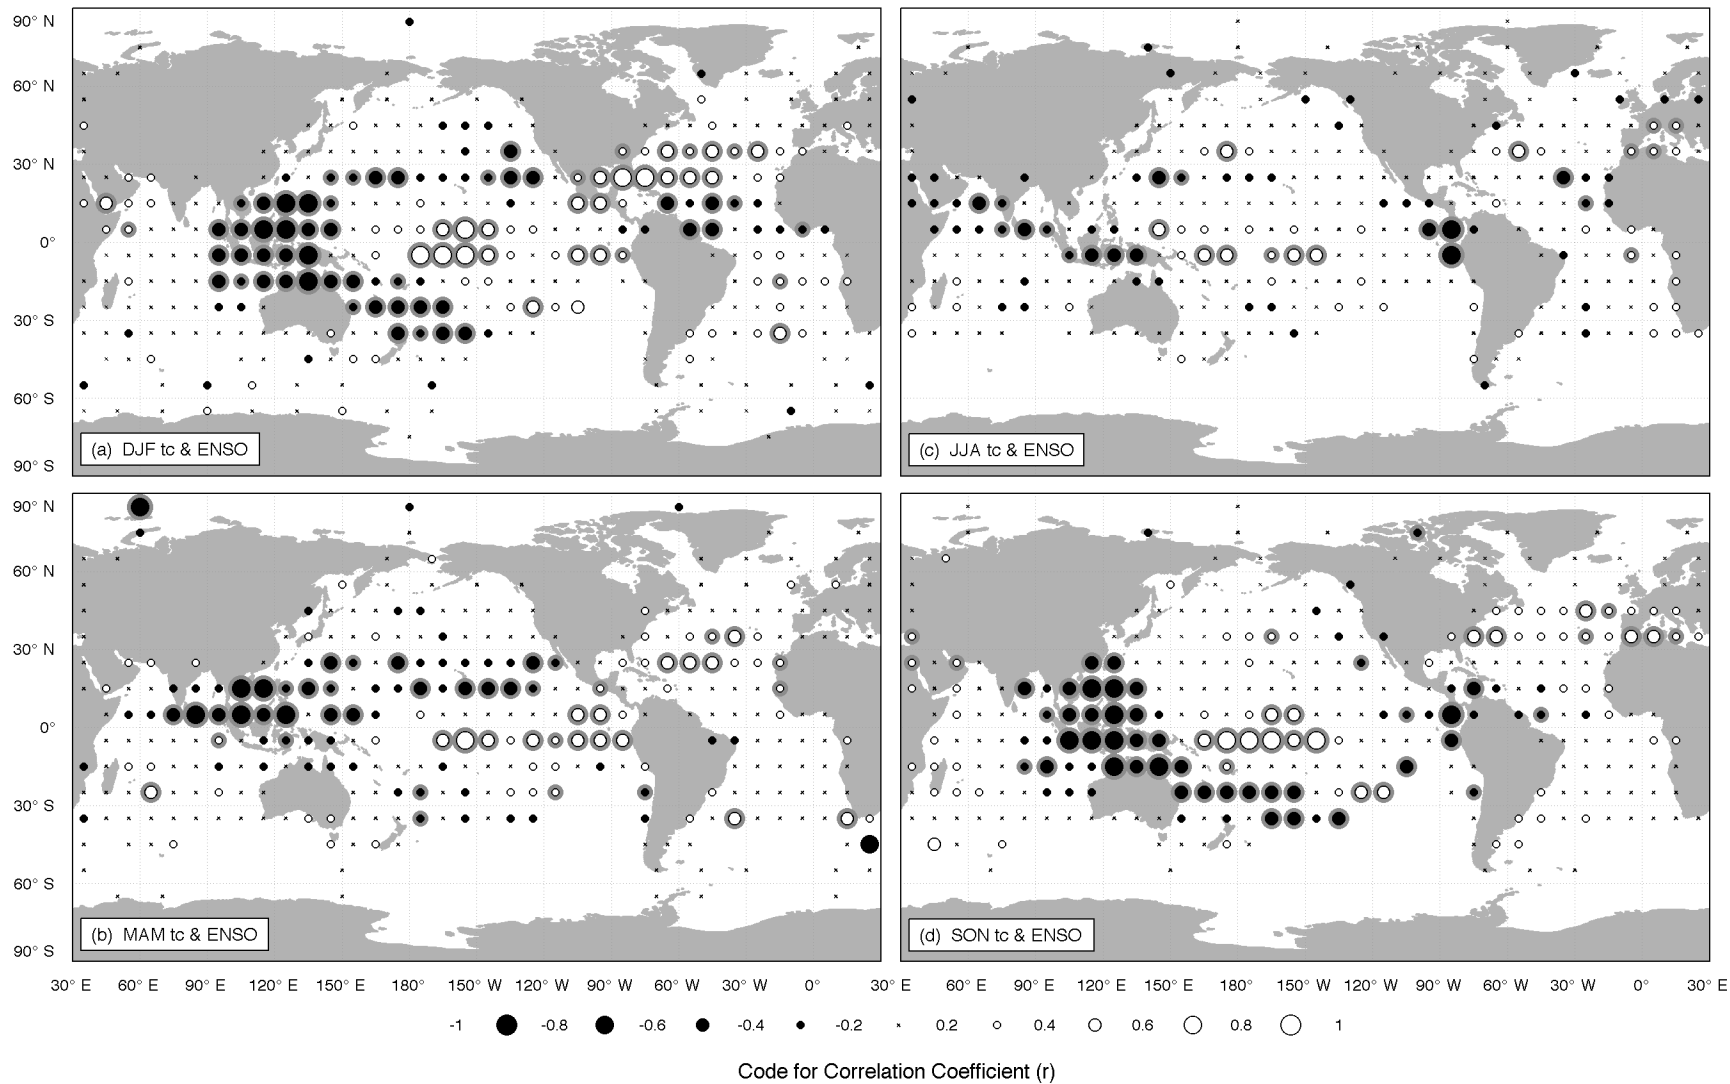 90° N
60° N
30° N
0°
30° S
60° S
90° S
(a) DJF tc & ENSO
(c) JJA tc & ENSO
90° N
60° N
30° N
0°
30° S
60° S
90° S
(b) MAM tc & ENSO
(d) SON tc & ENSO
30° E 60° E 90° E 120° E 150° E 180° 150° W 120° W 90° W 60° W 30° W 0° 30° E 60° E 90° E 120° E 150° E 180° 150° W 120° W 90° W 60° W 30° W 0° 30° E
-1 -0.8 -0.6 -0.4 -0.2 0.2 0.4 0.6 0.8 1
Code for Correlation Coefficient (r)